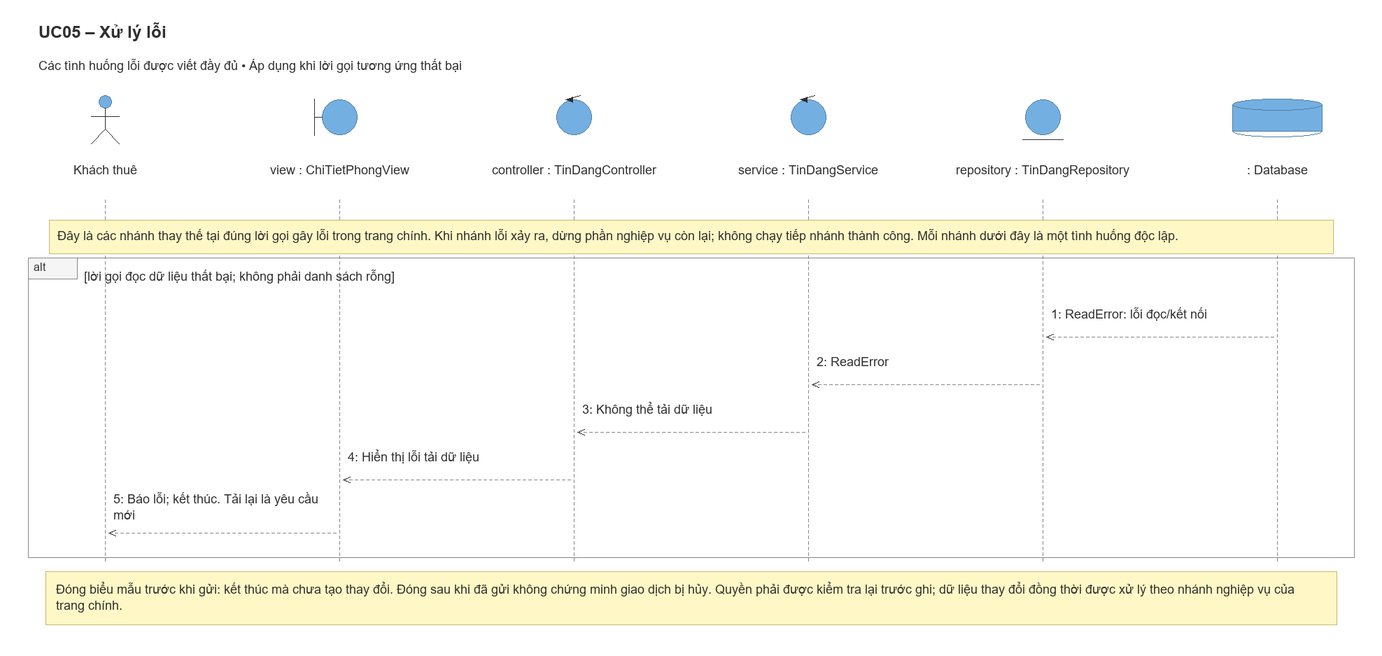 UC05 – Xử lý lỗi
Các tình huống lỗi được viết đầy đủ • Áp dụng khi lời gọi tương ứng thất bại
Khách thuê
view : ChiTietPhongView
controller : TinDangController
service : TinDangService
repository : TinDangRepository
: Database
Đây là các nhánh thay thế tại đúng lời gọi gây lỗi trong trang chính. Khi nhánh lỗi xảy ra, dừng phần nghiệp vụ còn lại; không chạy tiếp nhánh thành công. Mỗi nhánh dưới đây là một tình huống độc lập.
alt
[lời gọi đọc dữ liệu thất bại; không phải danh sách rỗng]
1: ReadError: lỗi đọc/kết nối
2: ReadError
3: Không thể tải dữ liệu
4: Hiển thị lỗi tải dữ liệu
5: Báo lỗi; kết thúc. Tải lại là yêu cầu
mới
Đóng biểu mẫu trước khi gửi: kết thúc mà chưa tạo thay đổi. Đóng sau khi đã gửi không chứng minh giao dịch bị hủy. Quyền phải được kiểm tra lại trước ghi; dữ liệu thay đổi đồng thời được xử lý theo nhánh nghiệp vụ của
trang chính.